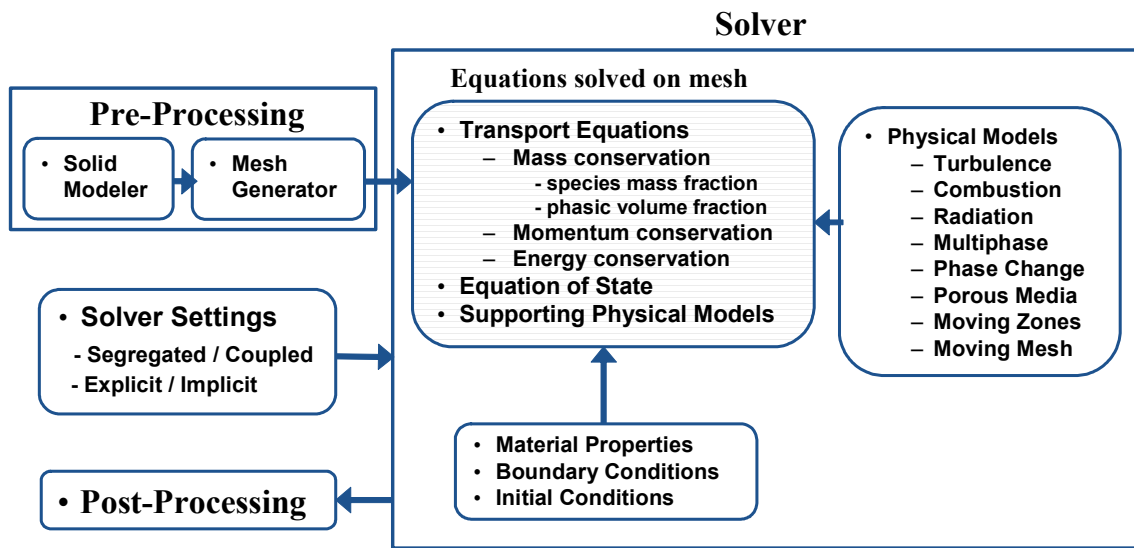 Solver
Pre-Processing
• Solid
Modeler
• Mesh
Generator
Equations solved on mesh
• Transport Equations
– Mass conservation
- species mass fraction
- phasic volume fraction
– Momentum conservation
– Energy conservation
• Equation of State
• Supporting Physical Models
• Physical Models
– Turbulence
– Combustion
– Radiation
– Multiphase
– Phase Change
– Porous Media
– Moving Zones
– Moving Mesh
• Solver Settings
- Segregated / Coupled
- Explicit / Implicit
• Material Properties
• Boundary Conditions
• Initial Conditions
• Post-Processing